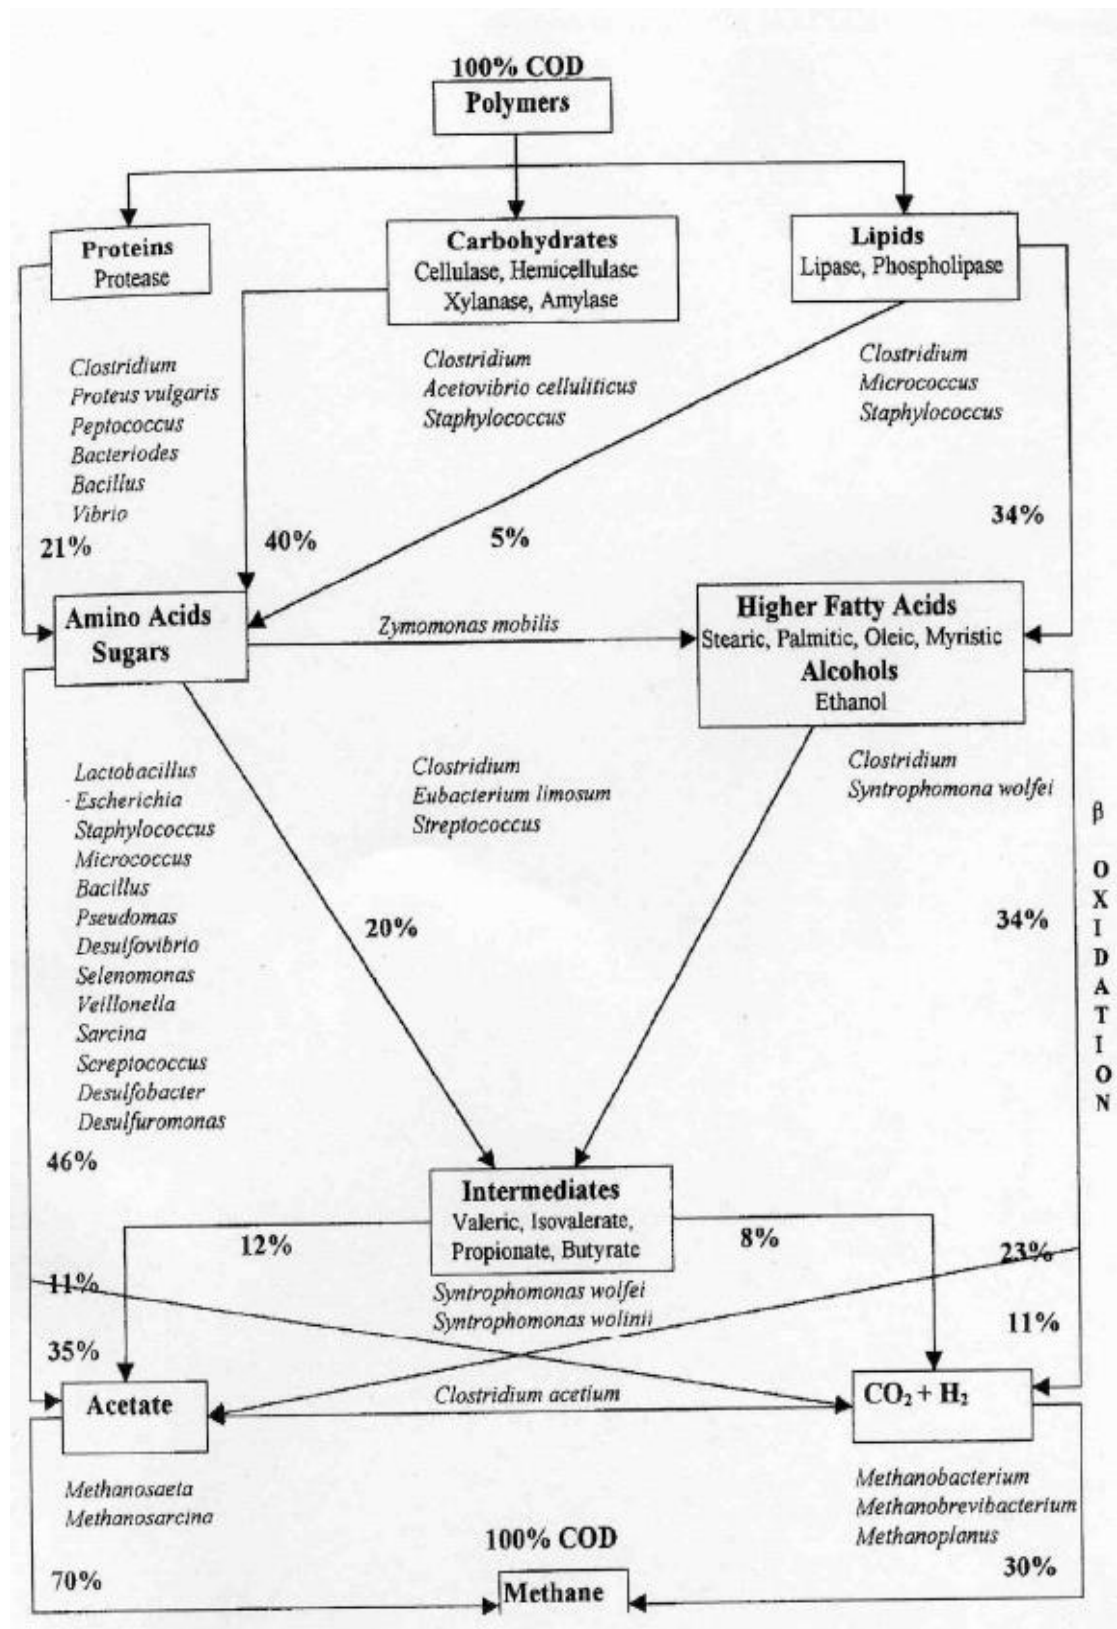 100% COD
Polymers
Proteins
Protease
Carbohydrates
Cellulase, Hemicellulase
Xylanase, Amylase
Lipids
Lipase, Phospholipase
Clostridium
Proteus vulgaris
Peptococcus
Bacteriodes
Bacillus
Vibrio
Clostridium
Acetovibrio celluliticus
Staphylococcus
Clostridium
Micrococcus
Staphylococcus
21%
40%
5%
34%
Amino Acids
Sugars
Zymomonas mobilis
Higher Fatty Acids
Stearic, Palmitic, Oleic, Myristic
Alcohols
Ethanol
Lactobacillus
Escherichia
Staphylococcus
Micrococcus
Bacillus
Pseudomas
Desulfovibrio
Selenomonas
Veillonella
Sarcina
Screptococcus
Desulfobacter
Desulfuromonas
Clostridium
Eubacterium limosum
Streptococcus
Clostridium
Syntrophomona wolfei
β OXIDATION
20%
34%
46%
Intermediates
Valeric, Isovalerate,
Propionate, Butyrate
12%
8%
23%
11%
Syntrophomonas wolfei
Syntrophomonas wolinii
11%
35%
Acetate
Clostridium acetium
CO₂ + H₂
Methanosaeta
Methanosarcina
Methanobacterium
Methanobrevibacterium
Methanoplanus
100% COD
70%
Methane
30%